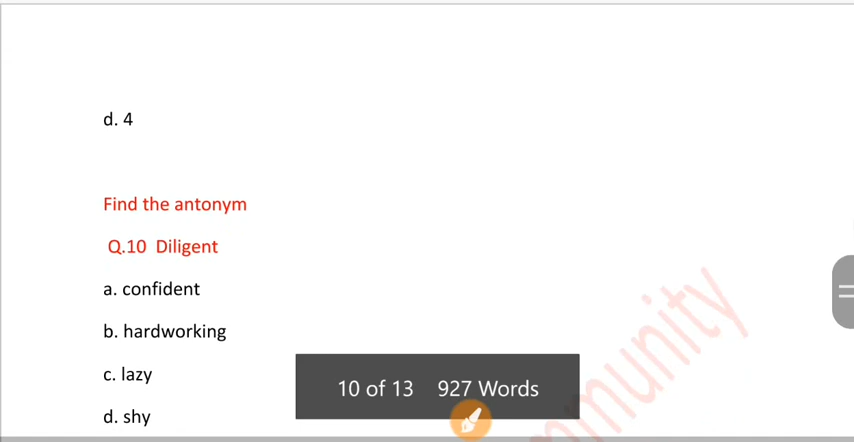 d. 4
Find the antonym
Q.10 Diligent
a. confident
b. hardworking
c. lazy
d. shy
10 of 13 927 Words